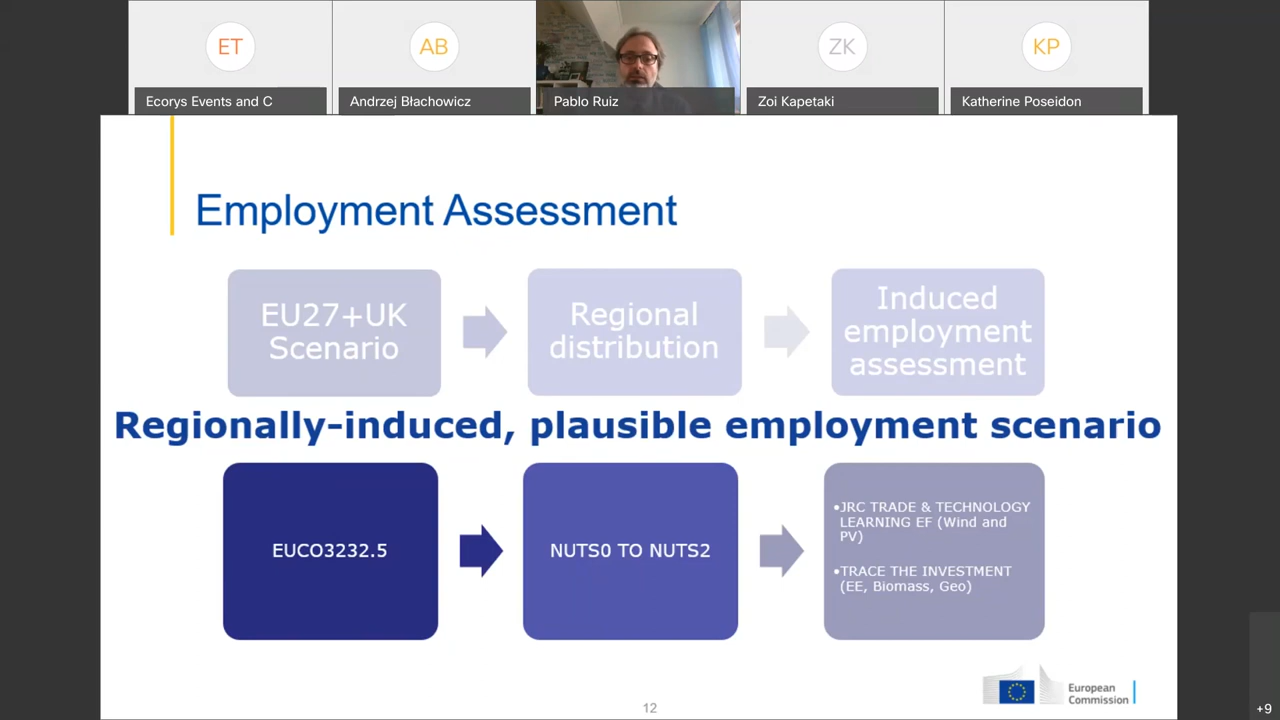 ET
AB
ZK
KP
Ecorys Events and C
Andrzej Błachowicz
Pablo Ruiz
Zoi Kapetaki
Katherine Poseidon
Employment Assessment
EU27+UK
Scenario
Regional
distribution
Induced
employment
assessment
Regionally-induced, plausible employment scenario
EUCO3232.5
NUTS0 TO NUTS2
•JRC TRADE & TECHNOLOGY
LEARNING EF (Wind and
PV)
•TRACE THE INVESTMENT
(EE, Biomass, Geo)
European
Commission
12
+9